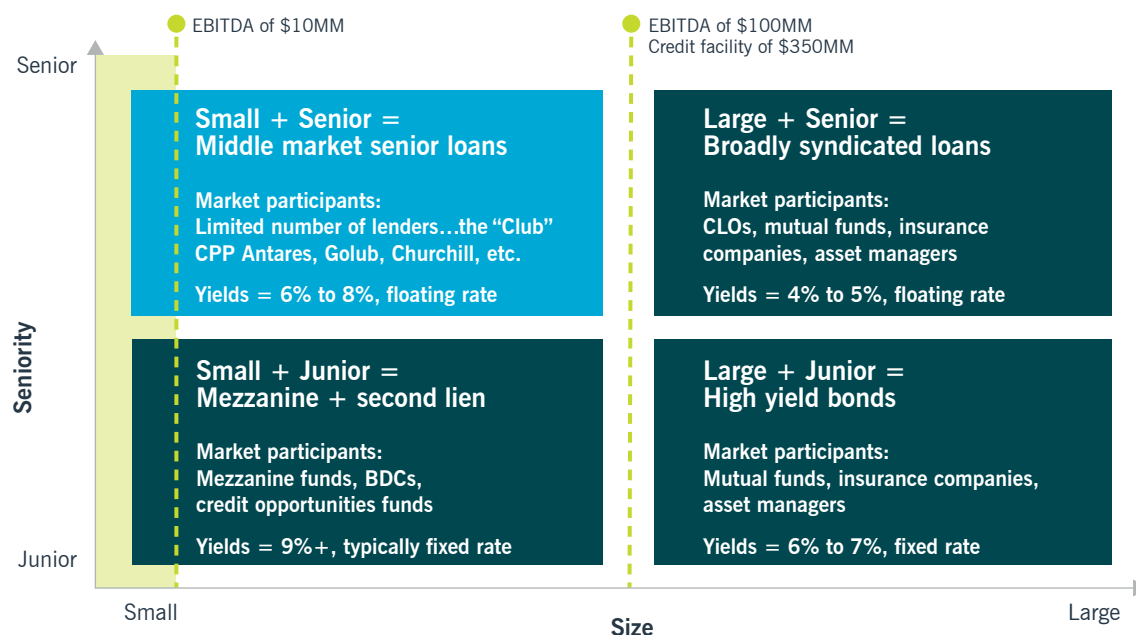 EBITDA of $10MM
EBITDA of $100MM
Credit facility of $350MM
Senior
Small + Senior =
Middle market senior loans
Market participants:
Limited number of lenders…the “Club”
CPP Antares, Golub, Churchill, etc.
Yields = 6% to 8%, floating rate
Large + Senior =
Broadly syndicated loans
Market participants:
CLOs, mutual funds, insurance
companies, asset managers
Yields = 4% to 5%, floating rate
Seniority
Small + Junior =
Mezzanine + second lien
Market participants:
Mezzanine funds, BDCs,
credit opportunities funds
Yields = 9%+, typically fixed rate
Large + Junior =
High yield bonds
Market participants:
Mutual funds, insurance companies,
asset managers
Yields = 6% to 7%, fixed rate
Junior
Small
Size
Large